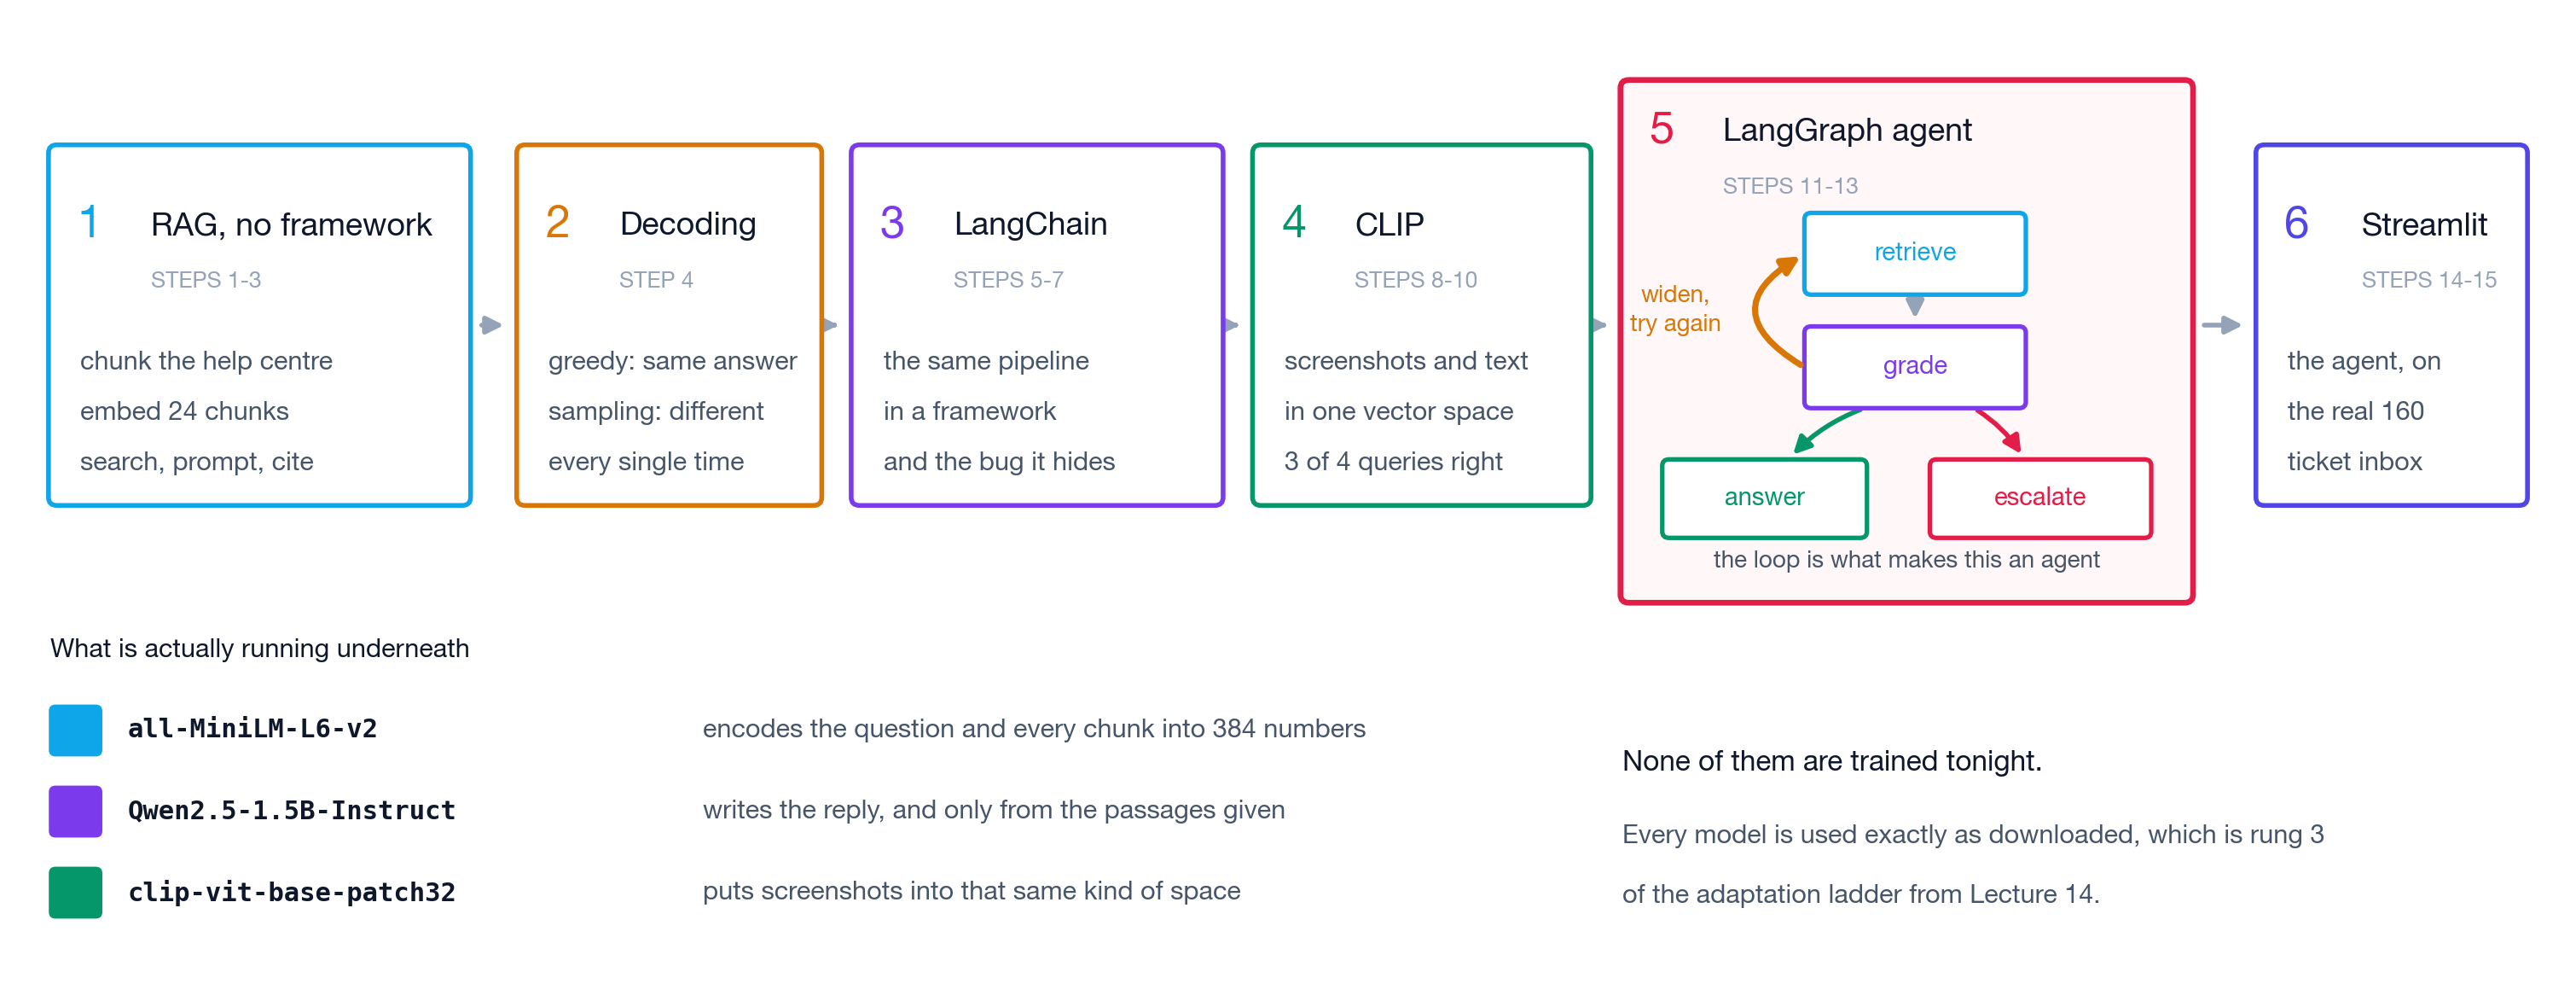 1 RAG, no framework
STEPS 1-3
chunk the help centre
embed 24 chunks
search, prompt, cite
2 Decoding
STEP 4
greedy: same answer
sampling: different
every single time
3 LangChain
STEPS 5-7
the same pipeline
in a framework
and the bug it hides
4 CLIP
STEPS 8-10
screenshots and text
in one vector space
3 of 4 queries right
5 LangGraph agent
STEPS 11-13
retrieve
widen,
try again
grade
answer
escalate
the loop is what makes this an agent
6 Streamlit
STEPS 14-15
the agent, on
the real 160
ticket inbox
What is actually running underneath
all-MiniLM-L6-v2 encodes the question and every chunk into 384 numbers
Qwen2.5-1.5B-Instruct writes the reply, and only from the passages given
clip-vit-base-patch32 puts screenshots into that same kind of space
None of them are trained tonight.
Every model is used exactly as downloaded, which is rung 3
of the adaptation ladder from Lecture 14.